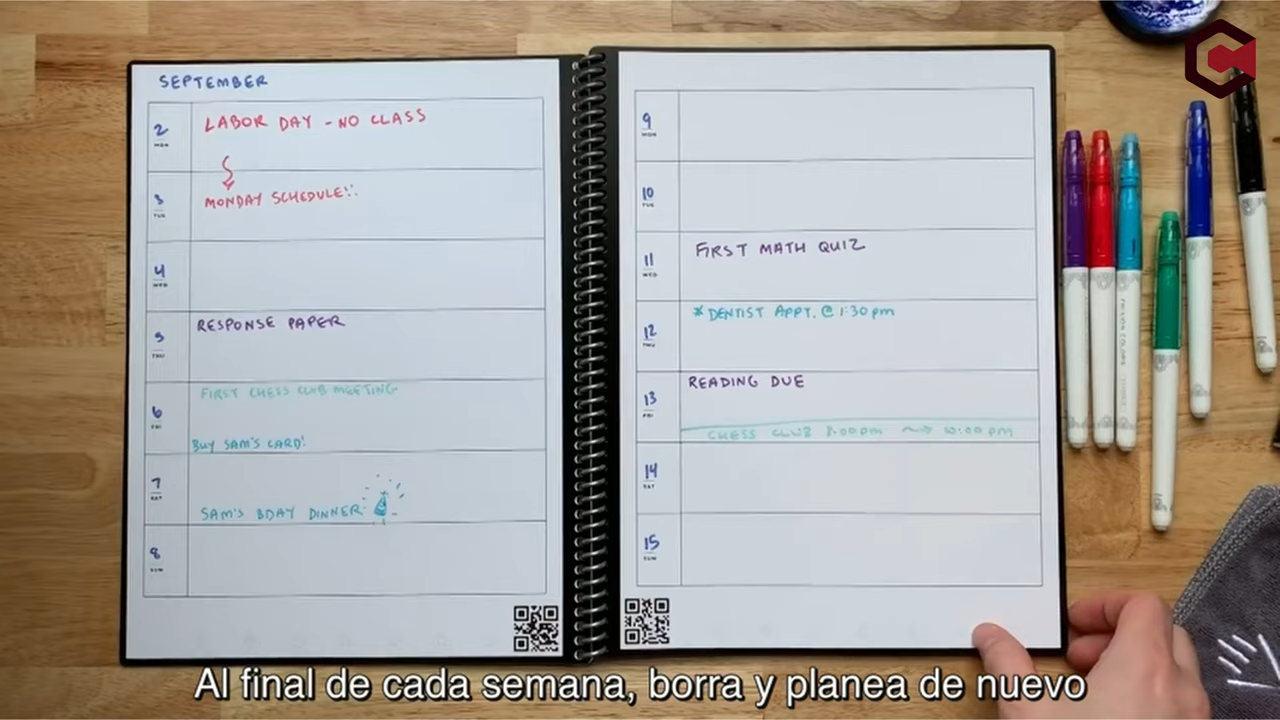 SEPTEMBER
2 MON LABOR DAY - NO CLASS
3 TUE MONDAY SCHEDULE!!
4 WED
5 THU RESPONSE PAPER
FIRST CHESS CLUB MEETING
6 FRI
BUY SAM'S CARD!
7 SAT
SAM'S BDAY DINNER
8 SUN
9 MON
10 TUE
11 WED FIRST MATH QUIZ
12 THU * DENTIST APPT. @ 1:30pm
READING DUE
13 FRI
CHESS CLUB 8:00pm 10:00pm
14 SAT
15 SUN
Al final de cada semana, borra y planea de nuevo